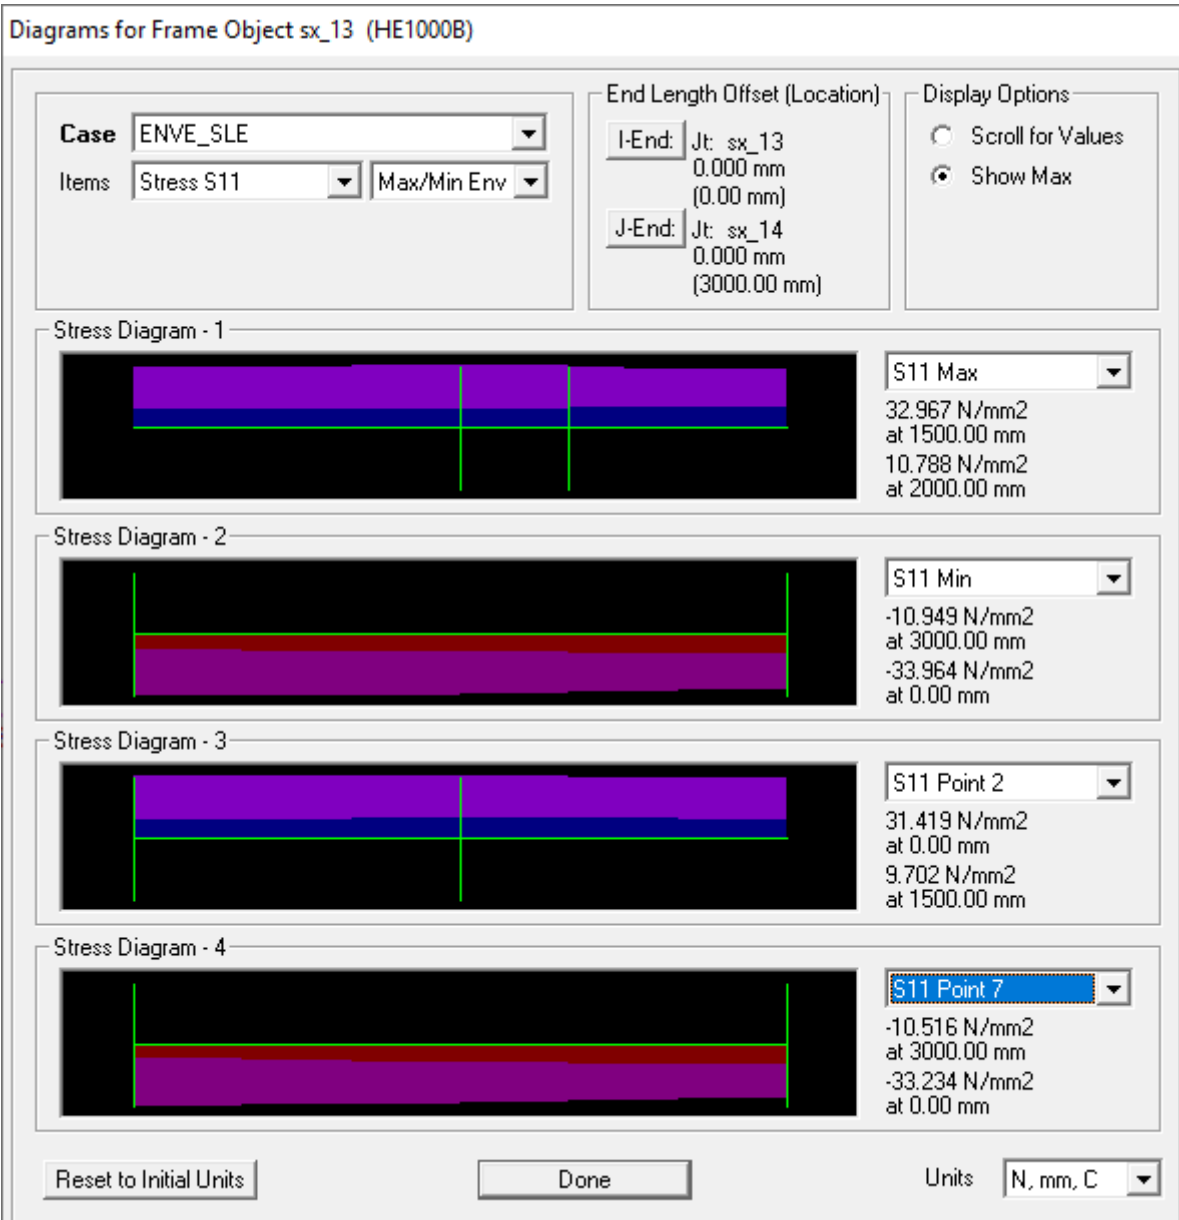 Diagrams for Frame Object sx_13 (HE1000B)
Case ENVE_SLE
Items Stress S11 Max/Min Env
End Length Offset (Location)
I-End: Jt: sx_13
0.000 mm
(0.00 mm)
J-End: Jt: sx_14
0.000 mm
(3000.00 mm)
Display Options
Scroll for Values
Show Max
Stress Diagram - 1
S11 Max
32.967 N/mm2
at 1500.00 mm
10.788 N/mm2
at 2000.00 mm
Stress Diagram - 2
S11 Min
-10.949 N/mm2
at 3000.00 mm
-33.964 N/mm2
at 0.00 mm
Stress Diagram - 3
S11 Point 2
31.419 N/mm2
at 0.00 mm
9.702 N/mm2
at 1500.00 mm
Stress Diagram - 4
S11 Point 7
-10.516 N/mm2
at 3000.00 mm
-33.234 N/mm2
at 0.00 mm
Reset to Initial Units
Done
Units N, mm, C